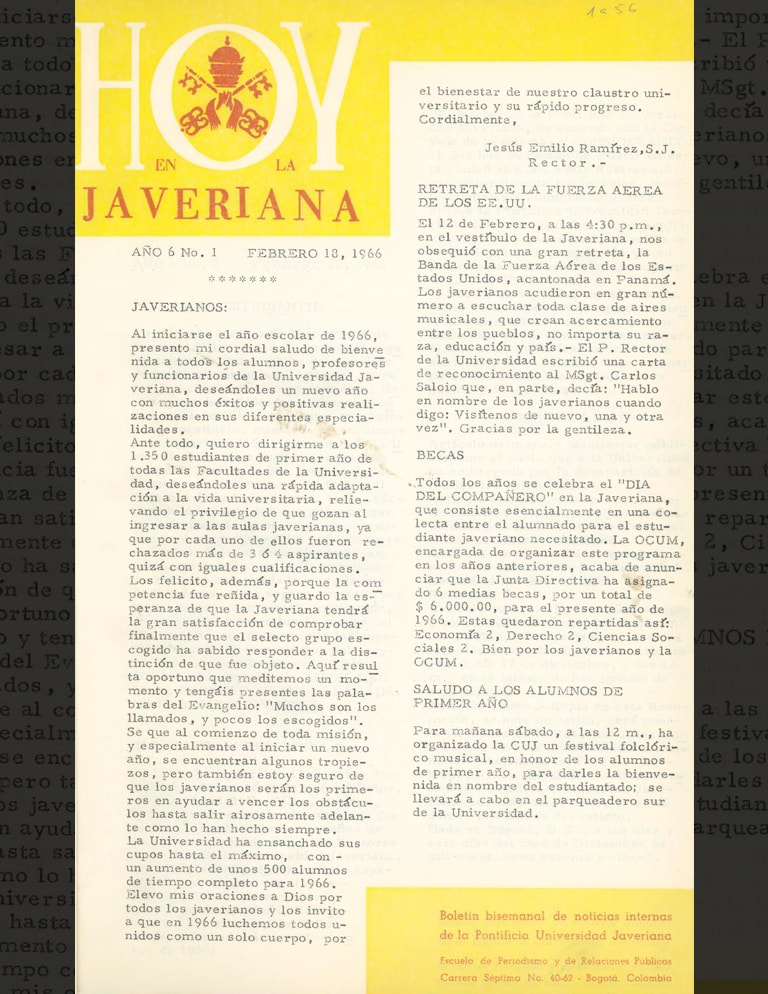 1a 56
HOY
EN LA
JAVERIANA
AÑO 6 No. 1 FEBRERO 18, 1966
*******
JAVERIANOS:
Al iniciarse el año escolar de 1966,
presento mi cordial saludo de bienve
nida a todos los alumnos, profesores
y funcionarios de la Universidad Ja-
veriana, deseándoles un nuevo año
con muchos éxitos y positivas reali-
zaciones en sus diferentes especia-
lidades.
Ante todo, quiero dirigirme a los
1.350 estudiantes de primer año de
todas las Facultades de la Universi-
dad, deseándoles una rápida adapta-
ción a la vida universitaria, relie-
vando el privilegio de que gozan al
ingresar a las aulas javerianas, ya
que por cada uno de ellos fueron re-
chazados más de 3 ó 4 aspirantes,
quizá con iguales cualificaciones.
Los felicito, además, porque la com
petencia fue reñida, y guardo la es-
peranza de que la Javeriana tendrá
la gran satisfacción de comprobar
finalmente que el selecto grupo es-
cogido ha sabido responder a la dis-
tinción de que fue objeto. Aquí resul
ta oportuno que meditemos un mo-
mento y tengáis presentes las pala-
bras del Evangelio: "Muchos son los
llamados, y pocos los escogidos".
Se que al comienzo de toda misión,
y especialmente al iniciar un nuevo
año, se encuentran algunos tropie-
zos, pero también estoy seguro de
que los javerianos serán los prime-
ros en ayudar a vencer los obstácu-
los hasta salir airosamente adelan-
te como lo han hecho siempre.
La Universidad ha ensanchado sus
cupos hasta el máximo, con -
un aumento de unos 500 alumnos
de tiempo completo para 1966.
Elevo mis oraciones a Dios por
todos los javerianos y los invito
a que en 1966 luchemos todos u-
nidos como un solo cuerpo, por
el bienestar de nuestro claustro uni-
versitario y su rápido progreso.
Cordialmente,
Jesús Emilio Ramírez,S.J.
Rector.-
RETRETA DE LA FUERZA AEREA
DE LOS EE.UU.
El 12 de Febrero, a las 4:30 p.m.,
en el vestíbulo de la Javeriana, nos
obsequió con una gran retreta, la
Banda de la Fuerza Aérea de los Es-
tados Unidos, acantonada en Panamá.
Los javerianos acudieron en gran nú-
mero a escuchar toda clase de aires
musicales, que crean acercamiento
entre los pueblos, no importa su ra-
za, educación y país.- El P. Rector
de la Universidad escribió una carta
de reconocimiento al MSgt. Carlos
Saloio que, en parte, decía: "Hablo
en nombre de los javerianos cuando
digo: Visítenos de nuevo, una y otra
vez". Gracias por la gentileza.
BECAS
Todos los años se celebra el "DIA
DEL COMPAÑERO" en la Javeriana,
que consiste esencialmente en una co-
lecta entre el alumnado para el estu-
diante javeriano necesitado. La OCUM,
encargada de organizar este programa
en los años anteriores, acaba de anun-
ciar que la Junta Directiva ha asigna-
do 6 medias becas, por un total de
$ 6.000.00, para el presente año de
1966. Estas quedaron repartidas así:
Economía 2, Derecho 2, Ciencias So-
ciales 2. Bien por los javerianos y la
OCUM.
SALUDO A LOS ALUMNOS DE
PRIMER AÑO
Para mañana sábado, a las 12 m., ha
organizado la CUJ un festival folclóri-
co musical, en honor de los alumnos
de primer año, para darles la bienve-
nida en nombre del estudiantado; se
llevará a cabo en el parqueadero sur
de la Universidad.
Boletín bisemanal de noticias internas
de la Pontificia Universidad Javeriana
Escuela de Periodismo y de Relaciones Públicas
Carrera Séptima No. 40-62 - Bogotá. Colombia